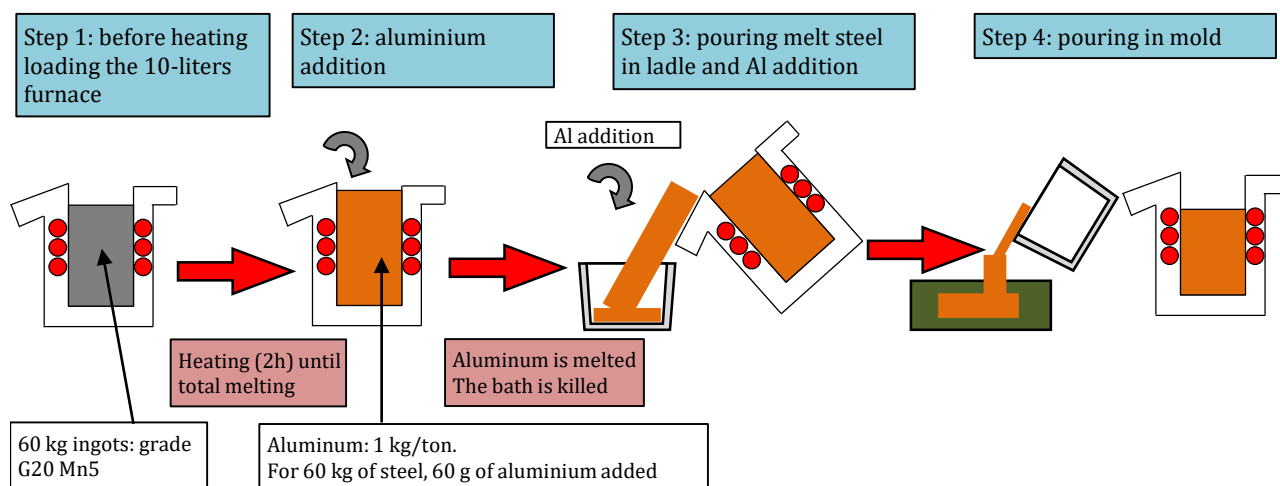 Step 1: before heating
loading the 10-liters
furnace
Step 2: aluminium
addition
Step 3: pouring melt steel
in ladle and Al addition
Step 4: pouring in mold
Al addition
Heating (2h) until
total melting
Aluminum is melted
The bath is killed
60 kg ingots: grade
G20 Mn5
Aluminum: 1 kg/ton.
For 60 kg of steel, 60 g of aluminium added